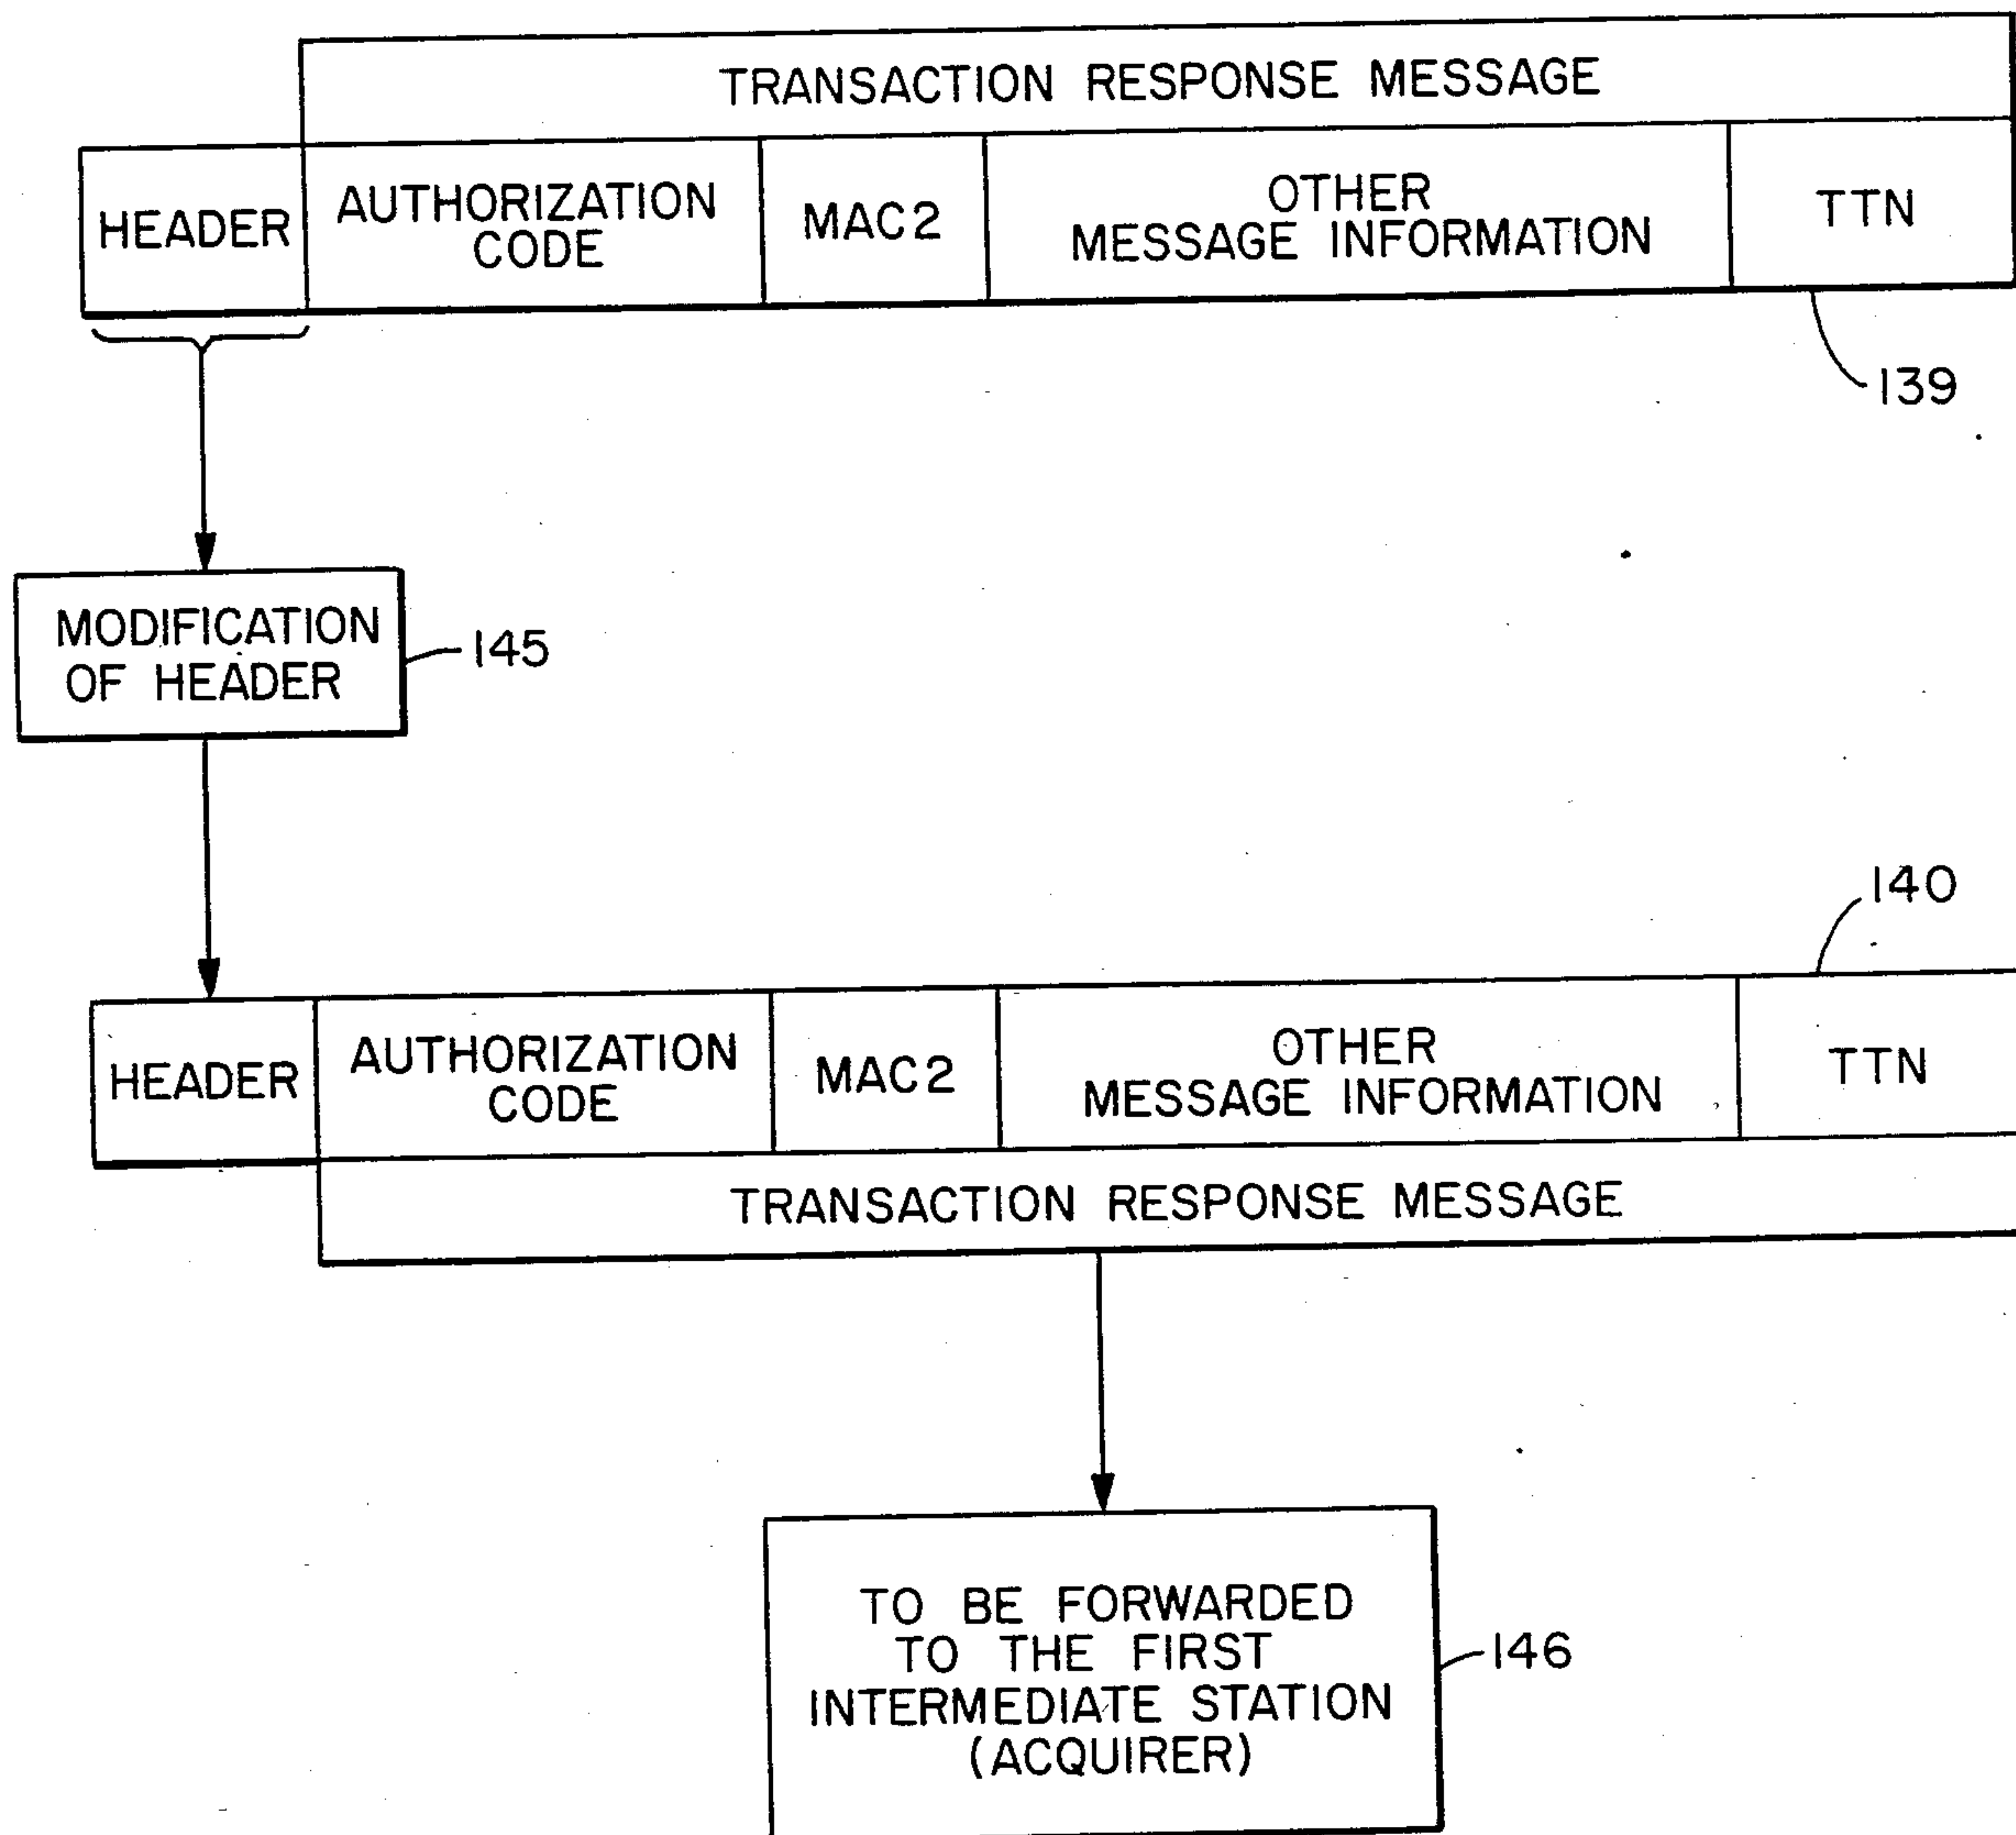 TRANSACTION RESPONSE MESSAGE
HEADER
AUTHORIZATION
CODE
MAC2
OTHER
MESSAGE INFORMATION
TTN
139
MODIFICATION
OF HEADER
145
140
HEADER
AUTHORIZATION
CODE
MAC2
OTHER
MESSAGE INFORMATION
TTN
TRANSACTION RESPONSE MESSAGE
TO BE FORWARDED
TO THE FIRST
INTERMEDIATE STATION
(ACQUIRER)
146